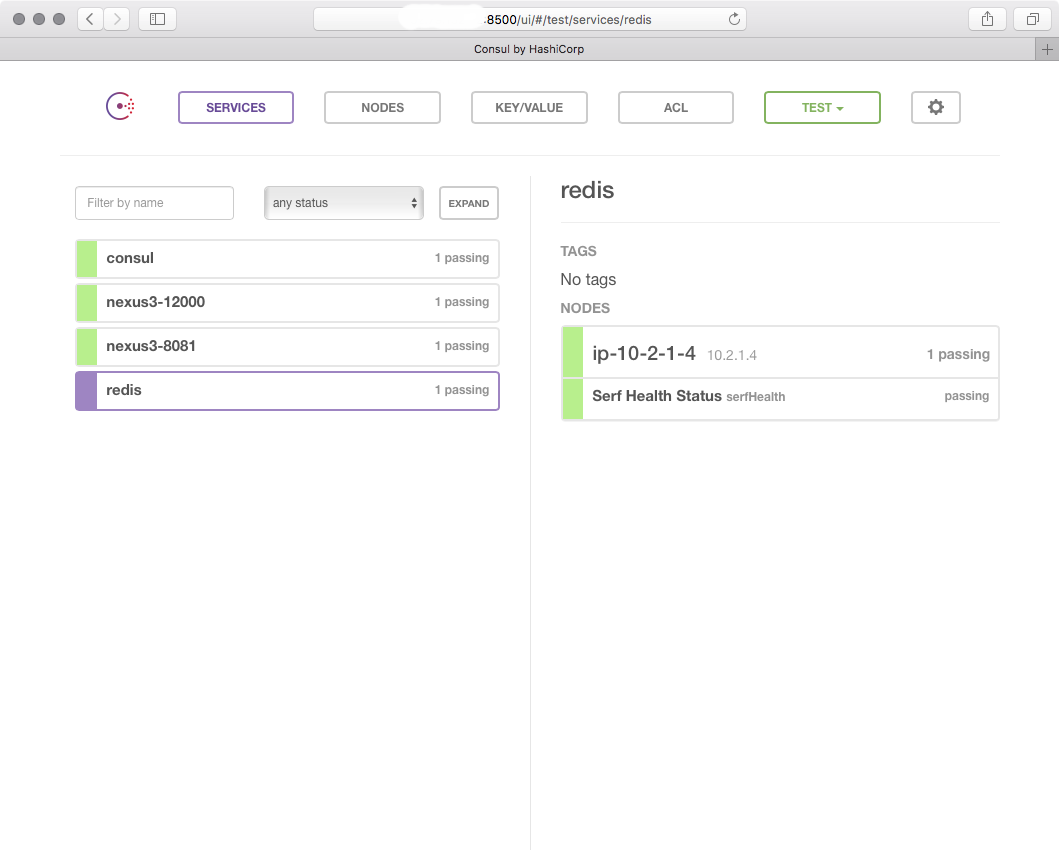 :8500/ui/#/test/services/redis
Consul by HashiCorp
SERVICES
NODES
KEY/VALUE
ACL
TEST
Filter by name
any status
EXPAND
consul
1 passing
nexus3-12000
1 passing
nexus3-8081
1 passing
redis
1 passing
redis
TAGS
No tags
NODES
ip-10-2-1-4 10.2.1.4
1 passing
Serf Health Status serfHealth
passing